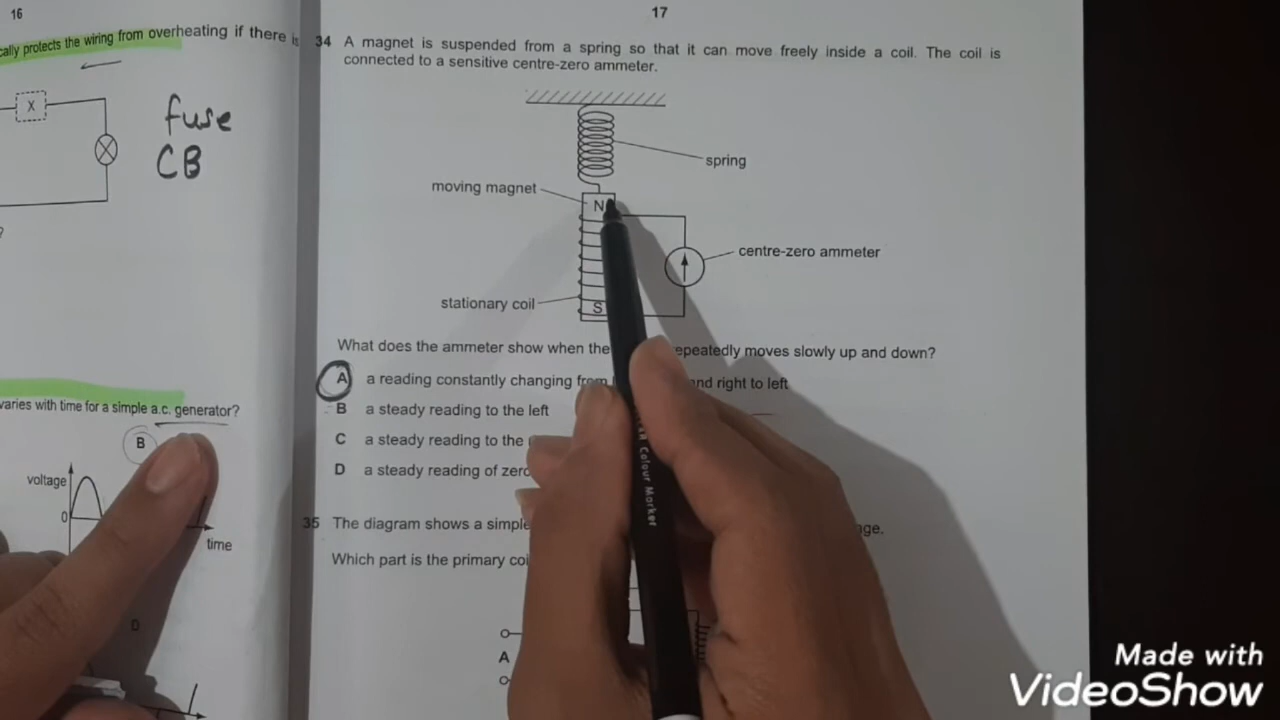 16
cally protects the wiring from overheating if there is
X
fuse
CB
?
varies with time for a simple a.c. generator?
B
voltage
0
time
D
17
34 A magnet is suspended from a spring so that it can move freely inside a coil. The coil is
connected to a sensitive centre-zero ammeter.
spring
moving magnet
N
centre-zero ammeter
stationary coil
S
What does the ammeter show when the epeatedly moves slowly up and down?
A a reading constantly changing from and right to left
B a steady reading to the left
C a steady reading to the
D a steady reading of zero
35 The diagram shows a simple ge.
Which part is the primary coi
A
Colour Marker
Made with
VideoShow